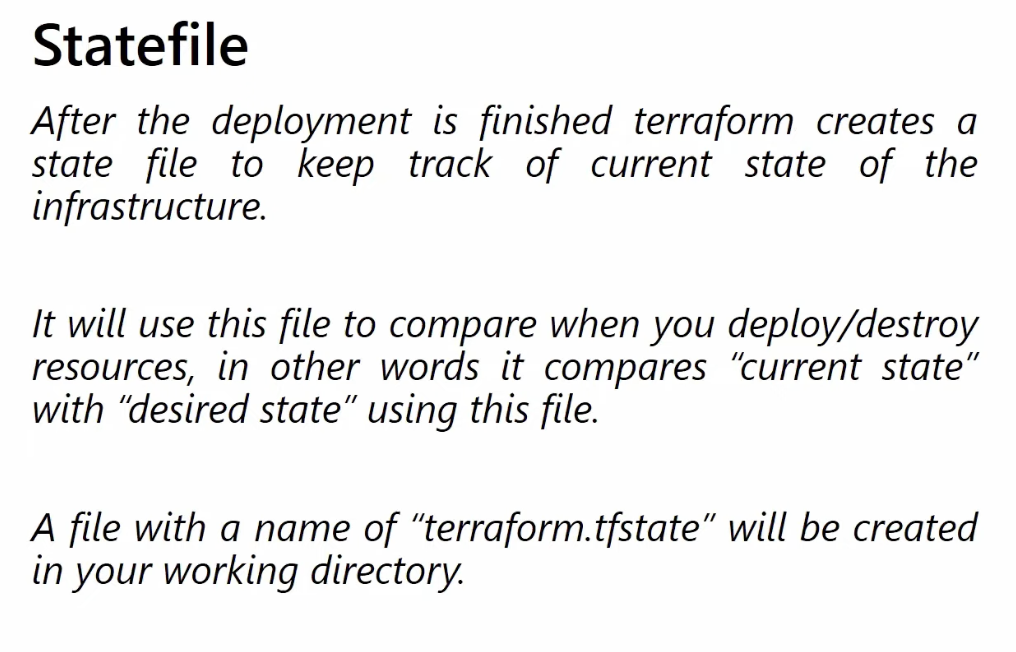 Statefile
After the deployment is finished terraform creates a
state file to keep track of current state of the
infrastructure.
It will use this file to compare when you deploy/destroy
resources, in other words it compares “current state”
with “desired state” using this file.
A file with a name of “terraform.tfstate” will be created
in your working directory.